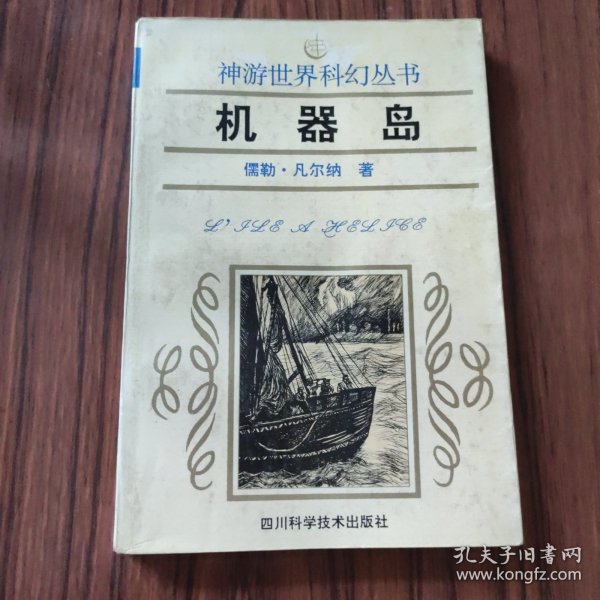 神游世界科幻丛书
机器岛
儒勒·凡尔纳 著
L'ILE A HELICE
四川科学技术出版社
孔夫子旧书网
www.kongfz.com